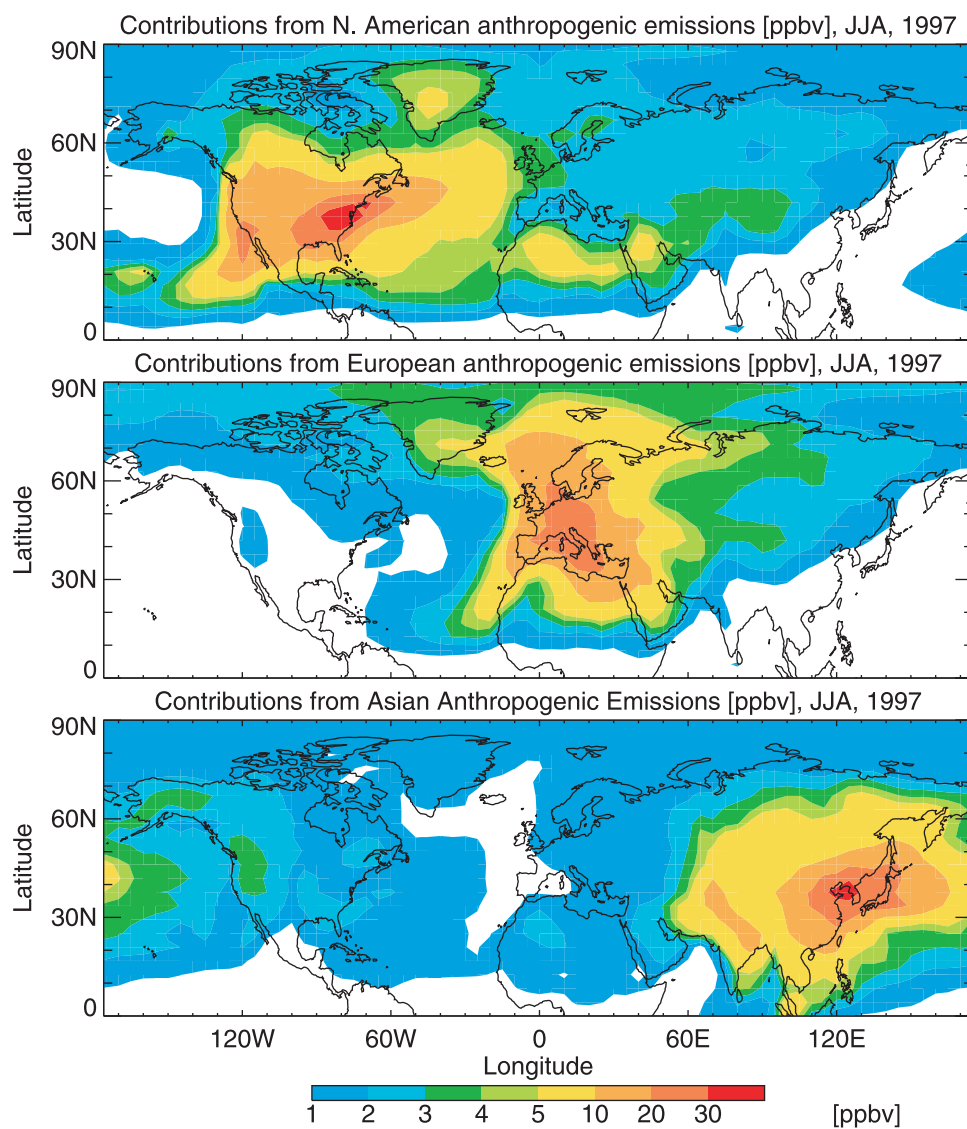 Contributions from N. American anthropogenic emissions [ppbv], JJA, 1997
90N
60N
30N
0
Latitude
Contributions from European anthropogenic emissions [ppbv], JJA, 1997
90N
60N
30N
0
Latitude
Contributions from Asian Anthropogenic Emissions [ppbv], JJA, 1997
90N
60N
30N
0
Latitude
120W 60W 0 60E 120E
Longitude
1 2 3 4 5 10 20 30 [ppbv]